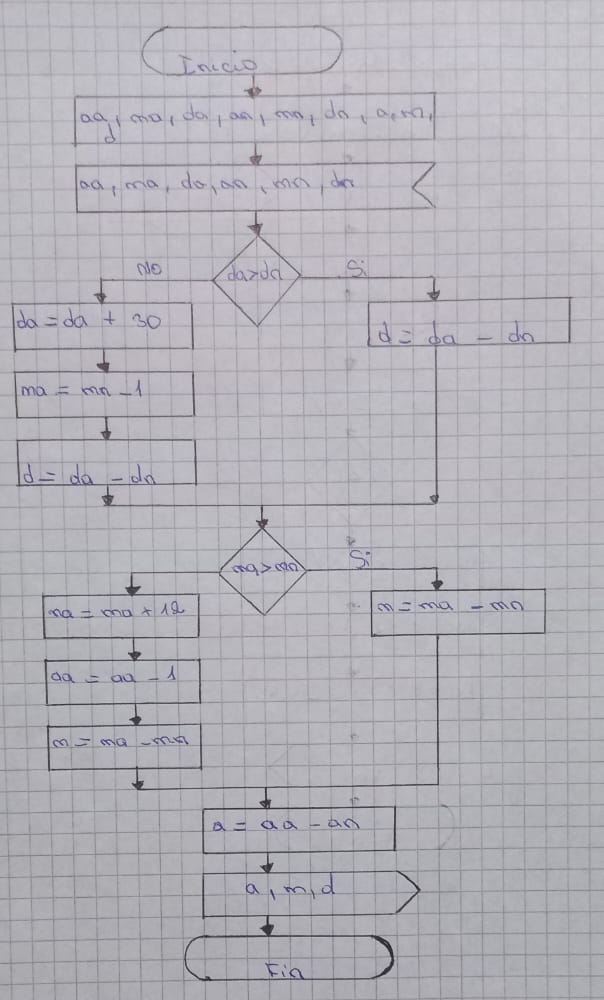 Inicio
aa, ma, da, an, mn, dn, a, m,
d
aa, ma, da, an, mn, dn
No
da>dn
Si
da = da + 30
d = da - dn
ma = mn - 1
d = da - dn
ma>mn
Si
ma = ma + 12
m = ma - mn
aa = aa - 1
m = ma - mn
a = aa - an
a, m, d
Fin